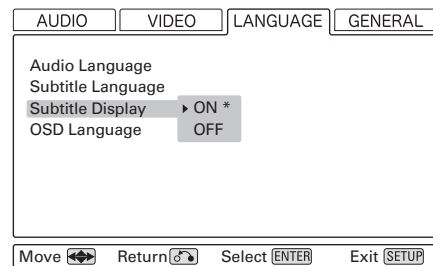 AUDIO VIDEO LANGUAGE GENERAL
Audio Language
Subtitle Language
Subtitle Display ON *
OSD Language OFF
Move Return Select ENTER Exit SETUP